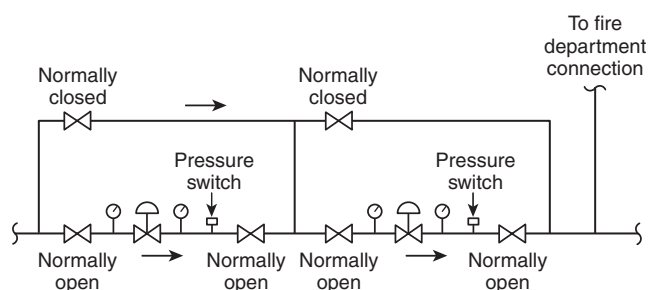 To fire
department
connection
Normally
closed
Normally
closed
Pressure
switch
Pressure
switch
Normally
open
Normally
open
Normally
open
Normally
open